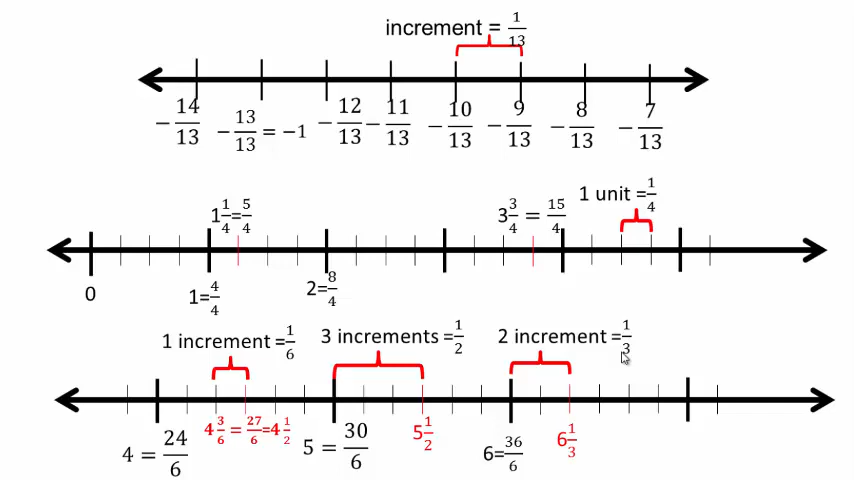 increment = 1/13
−14/13 −13/13 = −1 −12/13 −11/13 −10/13 −9/13 −8/13 −7/13
1 unit =1/4
1 1/4=5/4 3 3/4 = 15/4
0 1=4/4 2=8/4
1 increment =1/6 3 increments =1/2 2 increment =1/3
4 = 24/6 4 3/6 = 27/6=4 1/2 5 = 30/6 5 1/2 6=36/6 6 1/3